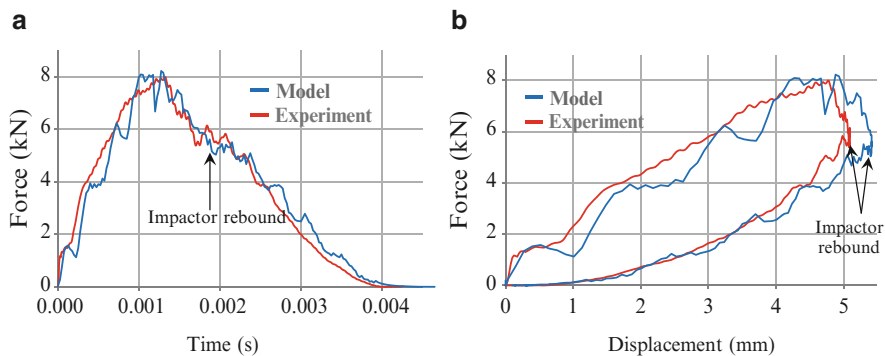 a
Force (kN)
8
6
4
2
0
Model
Experiment
Impactor rebound
0.000
0.001
0.002
0.003
0.004
Time (s)
b
Force (kN)
8
6
4
2
0
Model
Experiment
Impactor
rebound
0
1
2
3
4
5
Displacement (mm)